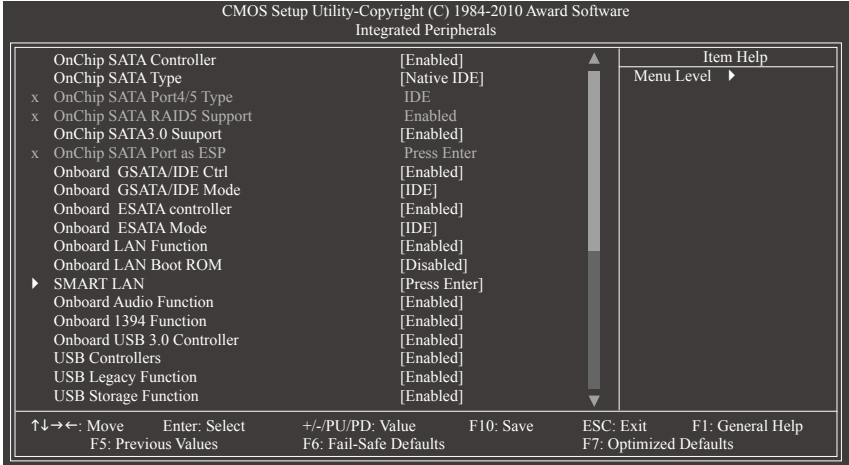 CMOS Setup Utility-Copyright (C) 1984-2010 Award Software
Integrated Peripherals
OnChip SATA Controller [Enabled]
OnChip SATA Type [Native IDE]
x OnChip SATA Port4/5 Type IDE
x OnChip SATA RAID5 Support Enabled
OnChip SATA3.0 Suuport [Enabled]
x OnChip SATA Port as ESP Press Enter
Onboard GSATA/IDE Ctrl [Enabled]
Onboard GSATA/IDE Mode [IDE]
Onboard ESATA controller [Enabled]
Onboard ESATA Mode [IDE]
Onboard LAN Function [Enabled]
Onboard LAN Boot ROM [Disabled]
SMART LAN [Press Enter]
Onboard Audio Function [Enabled]
Onboard 1394 Function [Enabled]
Onboard USB 3.0 Controller [Enabled]
USB Controllers [Enabled]
USB Legacy Function [Enabled]
USB Storage Function [Enabled]
Item Help
Menu Level
↑↓→←: Move Enter: Select +/-/PU/PD: Value F10: Save ESC: Exit F1: General Help
F5: Previous Values F6: Fail-Safe Defaults F7: Optimized Defaults